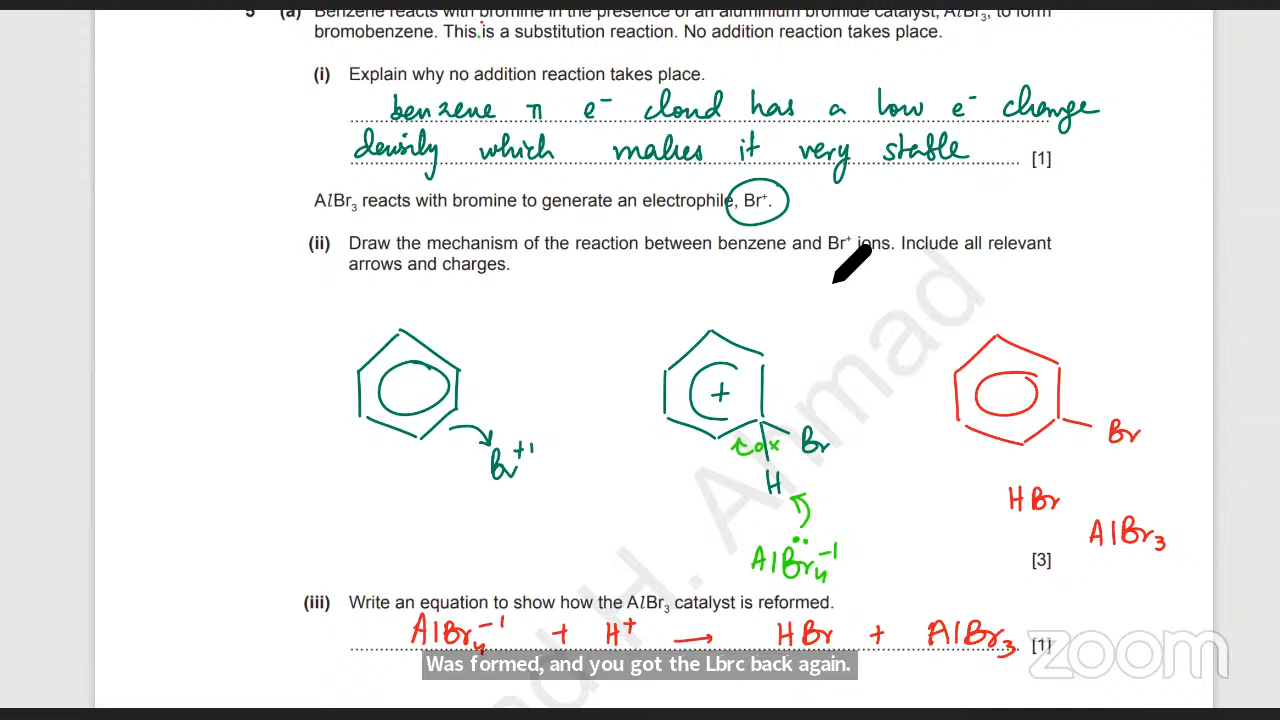 5 (a) Benzene reacts with bromine in the presence of an aluminium bromide catalyst, AlBr3, to form
bromobenzene. This is a substitution reaction. No addition reaction takes place.
(i) Explain why no addition reaction takes place.
benzene π e⁻ cloud has a low e⁻ change
density which makes it very stable [1]
AlBr3 reacts with bromine to generate an electrophile, Br⁺.
(ii) Draw the mechanism of the reaction between benzene and Br⁺ ions. Include all relevant
arrows and charges.
Br⁺¹
+
Br
ox
H
AlBr4⁻¹
Br
HBr
AlBr3
[3]
(iii) Write an equation to show how the AlBr3 catalyst is reformed.
AlBr4⁻¹ + H⁺ → HBr + AlBr3 [1]
Was formed, and you got the Lbrc back again.
nd H. Ahmad
zoom